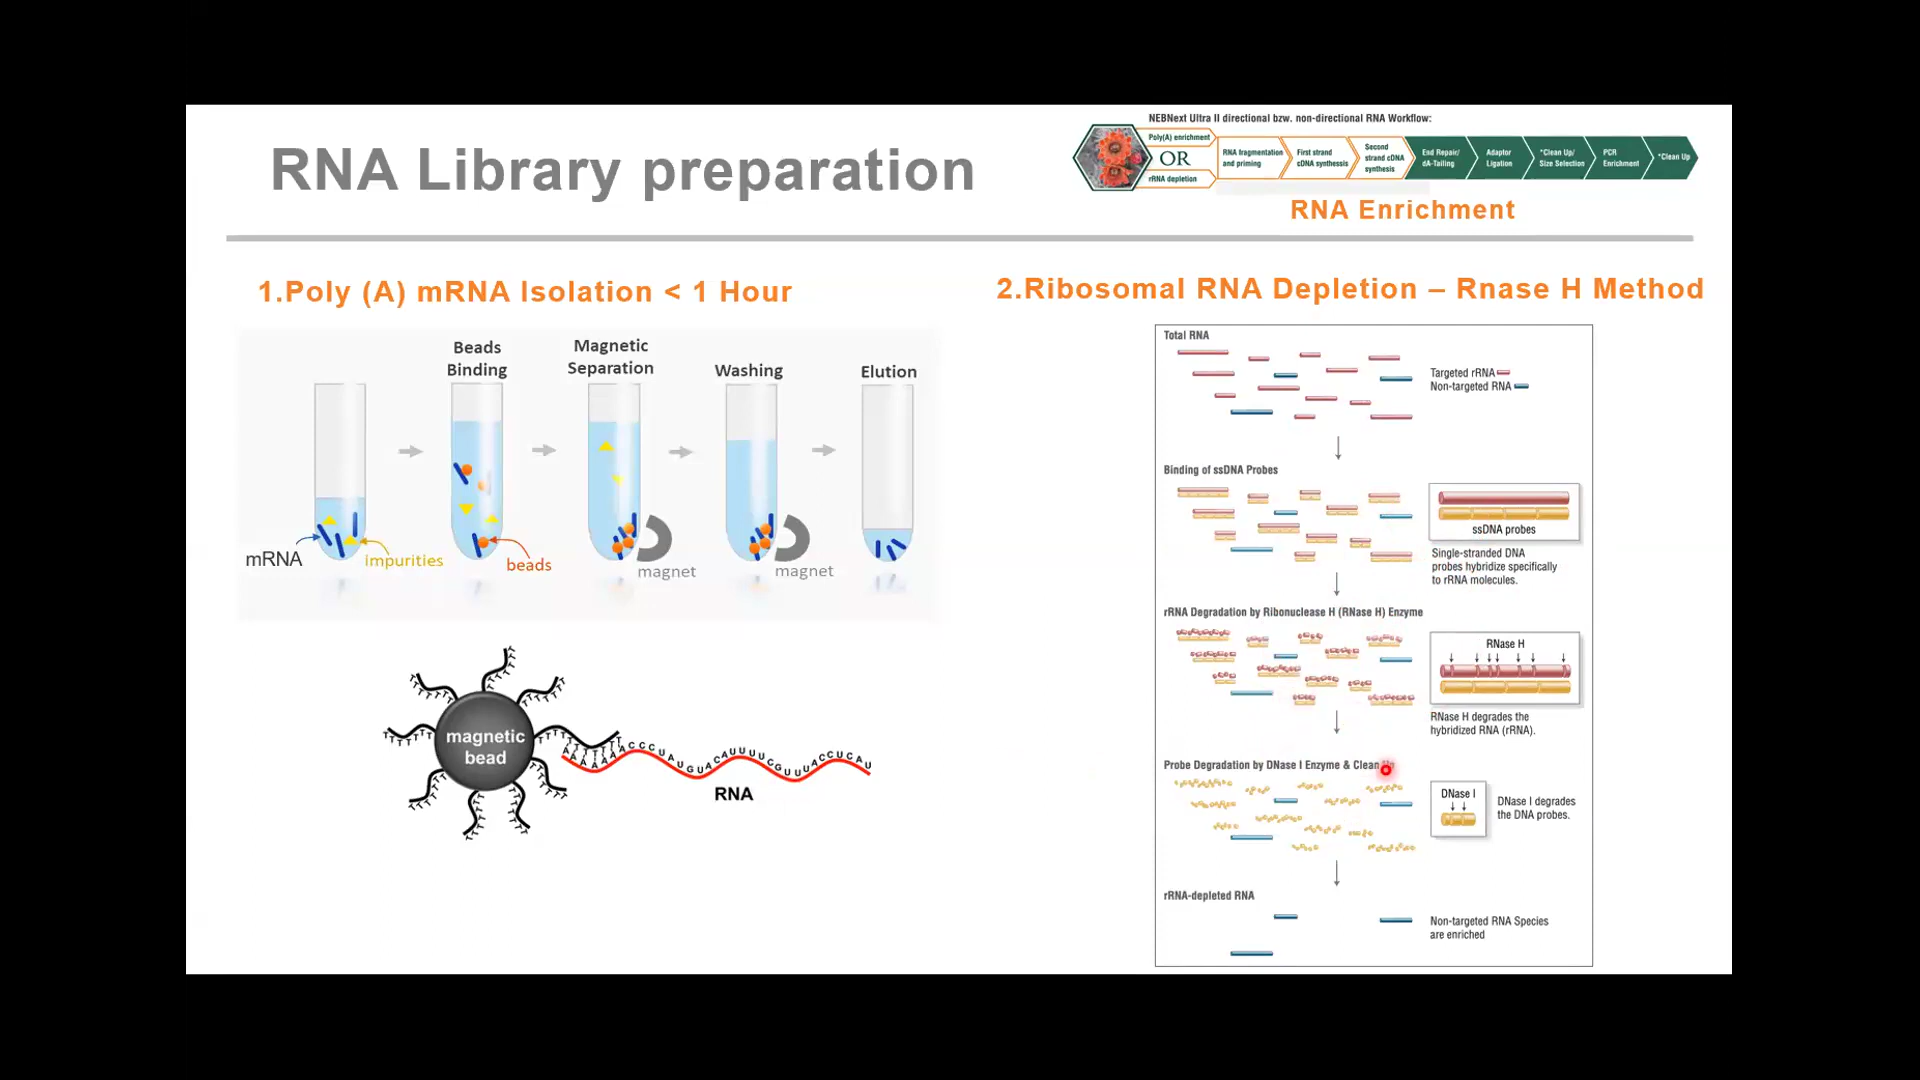 RNA Library preparation
NEBNext Ultra II directional bzw. non-directional RNA Workflow:
Poly(A) enrichment
OR
rRNA depletion
RNA fragmentation
and priming
First strand
cDNA synthesis
Second
strand cDNA
synthesis
End Repair/
dA-Tailing
Adaptor
Ligation
*Clean Up/
Size Selection
PCR
Enrichment
*Clean Up
RNA Enrichment
1.Poly (A) mRNA Isolation < 1 Hour
Beads
Binding
Magnetic
Separation
Washing
Elution
mRNA
impurities
beads
magnet
magnet
magnetic
bead
TTTTTT
AAAAAAACCCUAUGUACAUUUUCGUUUACCUCAU
RNA
2.Ribosomal RNA Depletion – Rnase H Method
Total RNA
Targeted rRNA
Non-targeted RNA
Binding of ssDNA Probes
ssDNA probes
Single-stranded DNA
probes hybridize specifically
to rRNA molecules.
rRNA Degradation by Ribonuclease H (RNase H) Enzyme
RNase H
RNase H degrades the
hybridized RNA (rRNA).
Probe Degradation by DNase I Enzyme & Clean
DNase I
DNase I degrades
the DNA probes.
rRNA-depleted RNA
Non-targeted RNA Species
are enriched